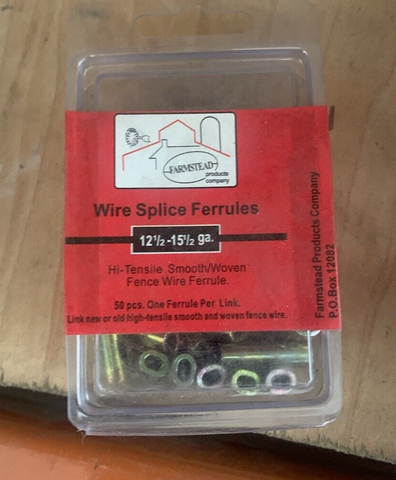 FARMSTEAD
products
company
Wire Splice Ferrules
12½-15½ ga.
Hi-Tensile Smooth/Woven
Fence Wire Ferrule.
50 pcs. One Ferrule Per Link.
Link new or old high-tensile smooth and woven fence wire.
Farmstead Products Company
P.O.Box 12082